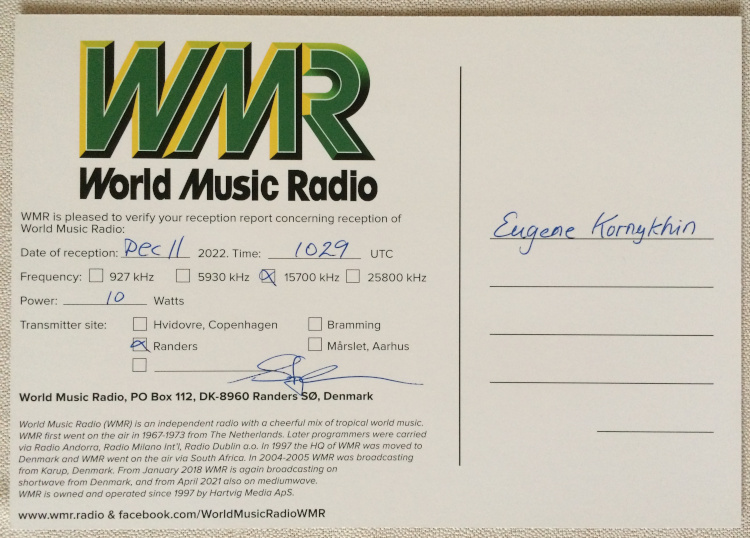 WMR
World Music Radio
WMR is pleased to verify your reception report concerning reception of
World Music Radio:
Date of reception: Dec 11 2022. Time: 1029 UTC
Frequency: 927 kHz 5930 kHz 15700 kHz 25800 kHz
Power: 10 Watts
Transmitter site: Hvidovre, Copenhagen Bramming
Randers Mårslet, Aarhus
World Music Radio, PO Box 112, DK-8960 Randers SØ, Denmark
World Music Radio (WMR) is an independent radio with a cheerful mix of tropical world music.
WMR first went on the air in 1967-1973 from The Netherlands. Later programmers were carried
via Radio Andorra, Radio Milano Int'l, Radio Dublin a.o. In 1997 the HQ of WMR was moved to
Denmark and WMR went on the air via South Africa. In 2004-2005 WMR was broadcasting
from Karup, Denmark. From January 2018 WMR is again broadcasting on
shortwave from Denmark, and from April 2021 also on mediumwave.
WMR is owned and operated since 1997 by Hartvig Media ApS.
www.wmr.radio & facebook.com/WorldMusicRadioWMR
Eugene Kornykhin